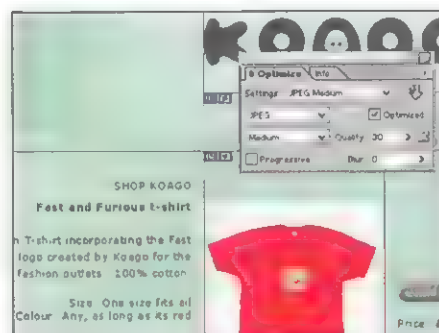 KOAGO
Optimize Info
Settings: JPEG Medium
JPEG Optimized
Medium Quality: 30
Progressive Blur: 0
SHOP KOAGO
Fast and Furious t-shirt
n T-shirt incorporating the Fast
logo created by Koago for the
fashion outlets 100% cotton
Size One size fits all
Colour Any, as long as its red
Price